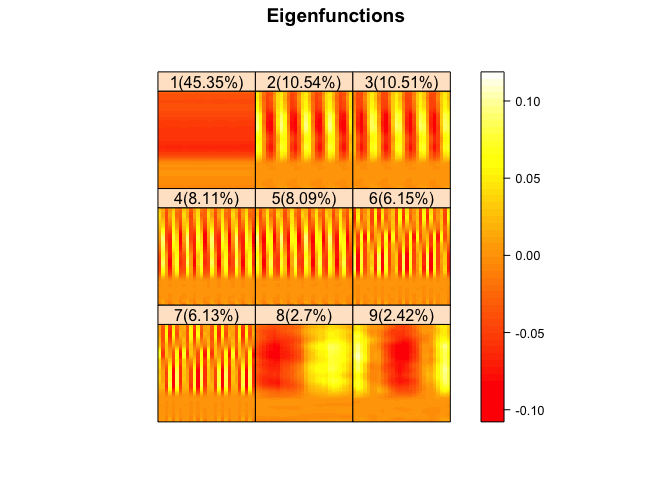 Eigenfunctions
1(45.35%) 2(10.54%) 3(10.51%)
0.10
0.05
4(8.11%) 5(8.09%) 6(6.15%)
0.00
7(6.13%) 8(2.7%) 9(2.42%)
-0.05
-0.10